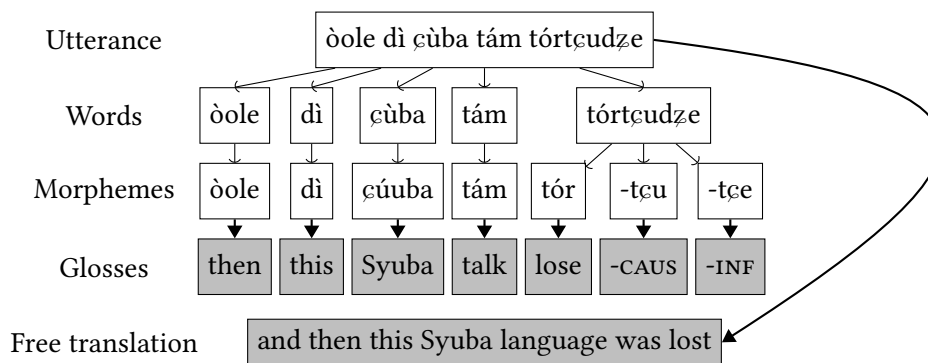 Utterance òole dì ɕùba tám tórtɕudʑe
Words òole dì ɕùba tám tórtɕudʑe
Morphemes òole dì ɕúuba tám tór -tɕu -tɕe
Glosses then this Syuba talk lose -CAUS -INF
Free translation and then this Syuba language was lost